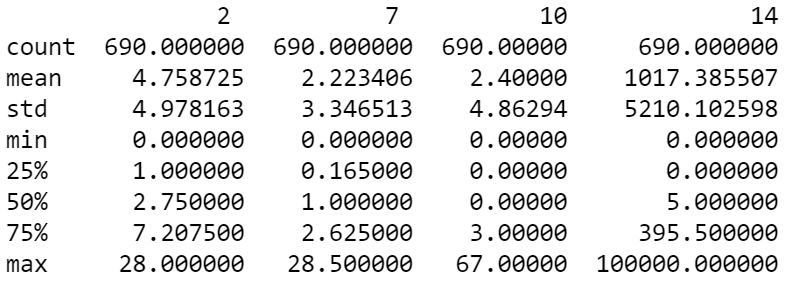 2 7 10 14
count 690.000000 690.000000 690.00000 690.000000
mean 4.758725 2.223406 2.40000 1017.385507
std 4.978163 3.346513 4.86294 5210.102598
min 0.000000 0.000000 0.00000 0.000000
25% 1.000000 0.165000 0.00000 0.000000
50% 2.750000 1.000000 0.00000 5.000000
75% 7.207500 2.625000 3.00000 395.500000
max 28.000000 28.500000 67.00000 100000.000000